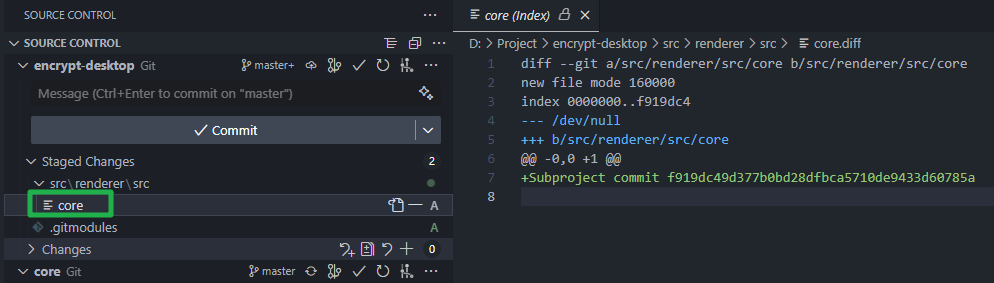 SOURCE CONTROL
SOURCE CONTROL
encrypt-desktop Git master+
Message (Ctrl+Enter to commit on "master")
Commit
Staged Changes 2
src\renderer\src
core A
.gitmodules A
Changes 0
core Git master
core (Index)
D: > Project > encrypt-desktop > src > renderer > src > core.diff
1 diff --git a/src/renderer/src/core b/src/renderer/src/core
2 new file mode 160000
3 index 0000000..f919dc4
4 --- /dev/null
5 +++ b/src/renderer/src/core
6 @@ -0,0 +1 @@
7 +Subproject commit f919dc49d377b0bd28dfbca5710de9433d60785a
8